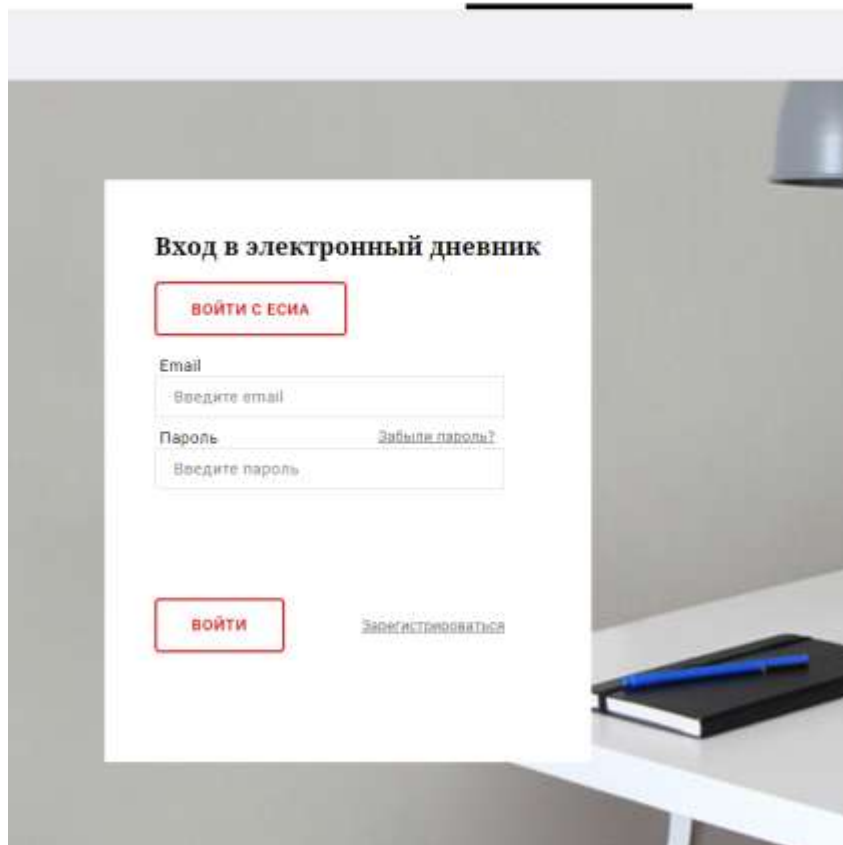 Вход в электронный дневник
ВОЙТИ С ЕСИА
Email
Введите email
Пароль Забыли пароль?
Введите пароль
ВОЙТИ Зарегистрироваться